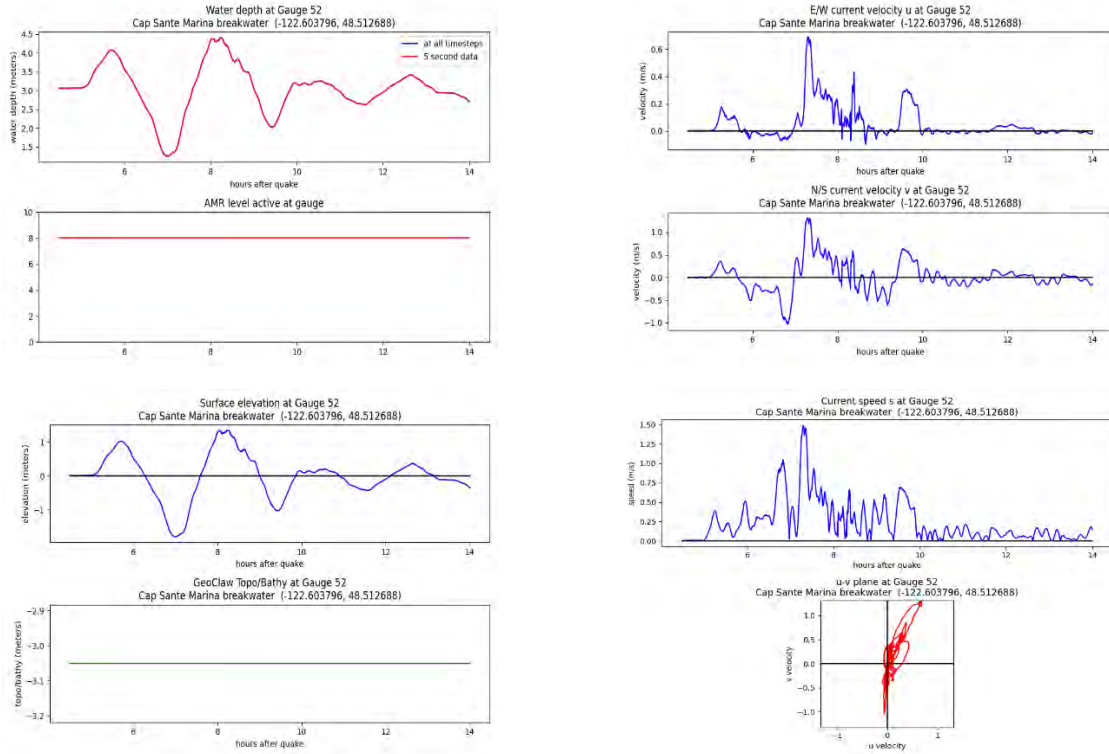 Water depth at Gauge 52
Cap Sante Marina breakwater (-122.603796, 48.512688)
at all timesteps
5 second data
water depth (meters)
4.5
4.0
3.5
3.0
2.5
2.0
1.5
6 8 10 12 14
hours after quake
AMR level active at gauge
10
8
6
4
2
0
6 8 10 12 14
hours after quake
Surface elevation at Gauge 52
Cap Sante Marina breakwater (-122.603796, 48.512688)
elevation (meters)
1
0
−1
6 8 10 12 14
hours after quake
GeoClaw Topo/Bathy at Gauge 52
Cap Sante Marina breakwater (-122.603796, 48.512688)
topo/bathy (meters)
−2.9
−3.0
−3.1
−3.2
6 8 10 12 14
hours after quake
E/W current velocity u at Gauge 52
Cap Sante Marina breakwater (-122.603796, 48.512688)
velocity (m/s)
0.6
0.4
0.2
0.0
6 8 10 12 14
hours after quake
N/S current velocity v at Gauge 52
Cap Sante Marina breakwater (-122.603796, 48.512688)
velocity (m/s)
1.0
0.5
0.0
−0.5
−1.0
6 8 10 12 14
hours after quake
Current speed s at Gauge 52
Cap Sante Marina breakwater (-122.603796, 48.512688)
speed (m/s)
1.50
1.25
1.00
0.75
0.50
0.25
0.00
6 8 10 12 14
hours after quake
u-v plane at Gauge 52
Cap Sante Marina breakwater (-122.603796, 48.512688)
v velocity
1.0
0.5
0.0
−0.5
−1.0
−1 0 1
u velocity